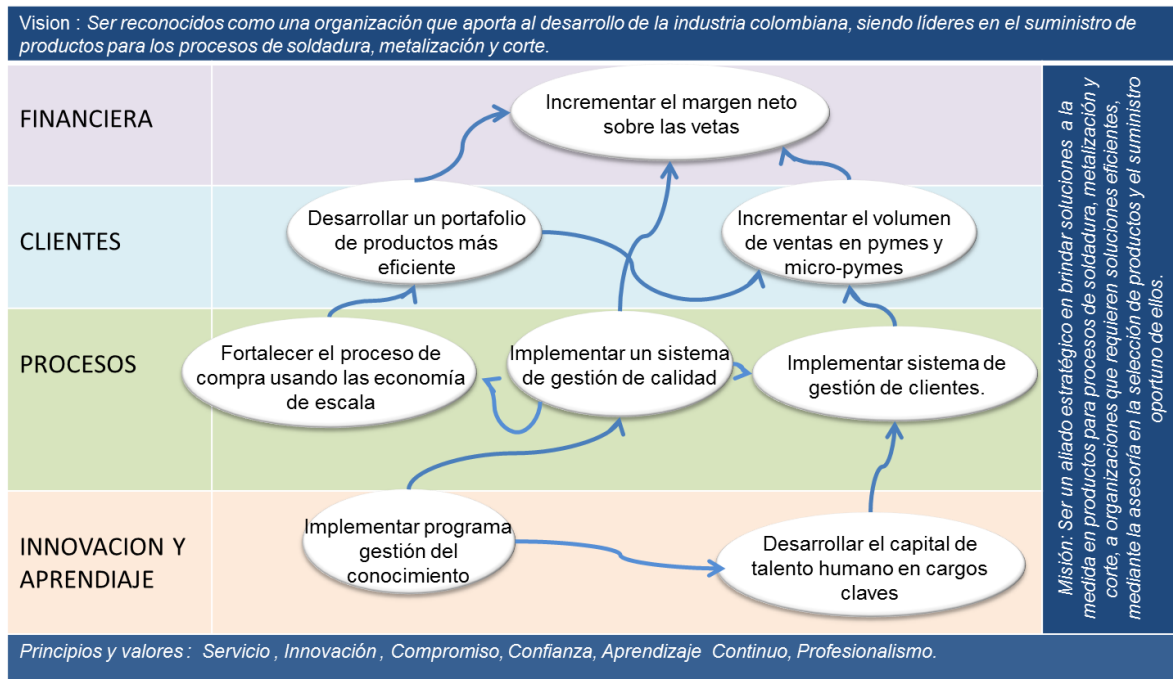 Vision : Ser reconocidos como una organización que aporta al desarrollo de la industria colombiana, siendo líderes en el suministro de
productos para los procesos de soldadura, metalización y corte.
FINANCIERA
Incrementar el margen neto
sobre las vetas
CLIENTES
Desarrollar un portafolio
de productos más
eficiente
Incrementar el volumen
de ventas en pymes y
micro-pymes
PROCESOS
Fortalecer el proceso de
compra usando las economía
de escala
Implementar un sistema
de gestión de calidad
Implementar sistema de
gestión de clientes.
INNOVACION Y
APRENDIAJE
Implementar programa
gestión del
conocimiento
Desarrollar el capital de
talento humano en cargos
claves
Misión: Ser un aliado estratégico en brindar soluciones a la
medida en productos para procesos de soldadura, metalización y
corte, a organizaciones que requieren soluciones eficientes,
mediante la asesoría en la selección de productos y el suministro
oportuno de ellos.
Principios y valores : Servicio , Innovación , Compromiso, Confianza, Aprendizaje Continuo, Profesionalismo.